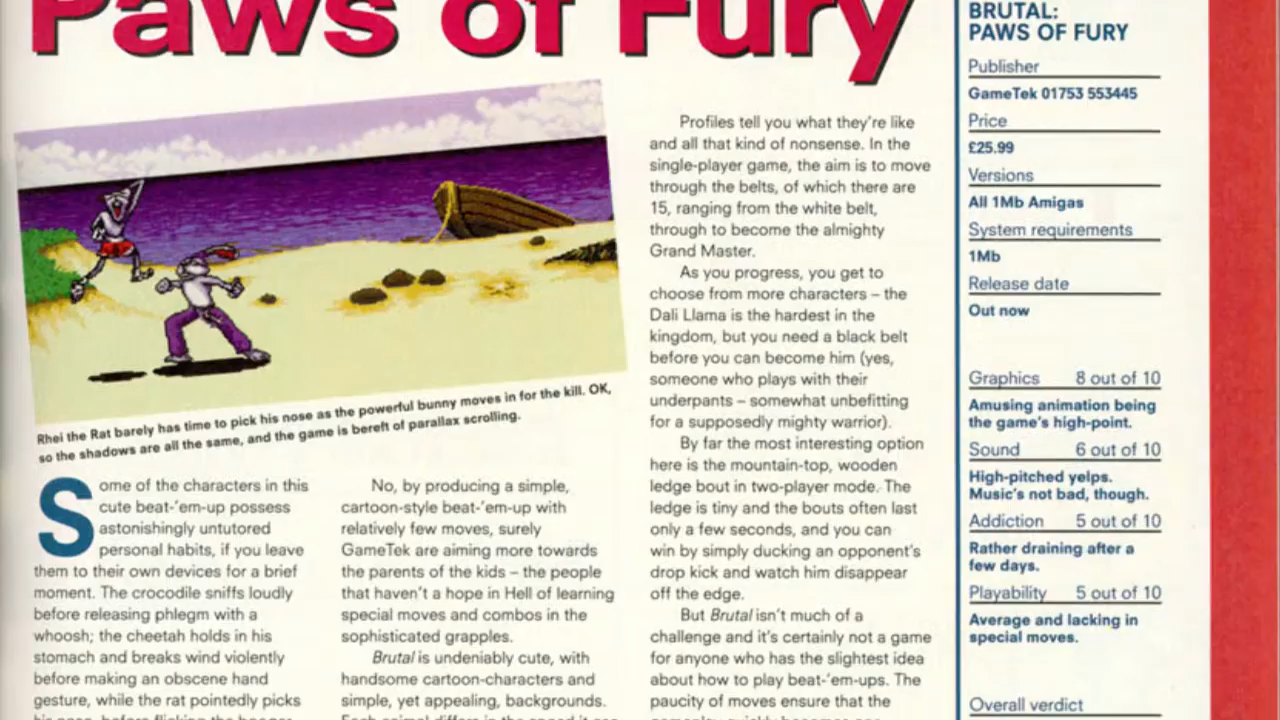 Paws of Fury
Rhei the Rat barely has time to pick his nose as the powerful bunny moves in for the kill. OK,
so the shadows are all the same, and the game is bereft of parallax scrolling.
Some of the characters in this
cute beat-'em-up possess
astonishingly untutored
personal habits, if you leave
them to their own devices for a brief
moment. The crocodile sniffs loudly
before releasing phlegm with a
whoosh; the cheetah holds in his
stomach and breaks wind violently
before making an obscene hand
gesture, while the rat pointedly picks
his nose, before flicking the
No, by producing a simple,
cartoon-style beat-'em-up with
relatively few moves, surely
GameTek are aiming more towards
the parents of the kids – the people
that haven't a hope in Hell of learning
special moves and combos in the
sophisticated grapples.
Brutal is undeniably cute, with
handsome cartoon-characters and
simple, yet appealing, backgrounds.
Each animal differs in the speed it
Profiles tell you what they're like
and all that kind of nonsense. In the
single-player game, the aim is to move
through the belts, of which there are
15, ranging from the white belt,
through to become the almighty
Grand Master.
As you progress, you get to
choose from more characters – the
Dali Llama is the hardest in the
kingdom, but you need a black belt
before you can become him (yes,
someone who plays with their
underpants – somewhat unbefitting
for a supposedly mighty warrior).
By far the most interesting option
here is the mountain-top, wooden
ledge bout in two-player mode. The
ledge is tiny and the bouts often last
only a few seconds, and you can
win by simply ducking an opponent's
drop kick and watch him disappear
off the edge.
But Brutal isn't much of a
challenge and it's certainly not a game
for anyone who has the slightest idea
about how to play beat-'em-ups. The
paucity of moves ensure that the
gameplay quickly becomes
BRUTAL:
PAWS OF FURY
Publisher
GameTek 01753 553445
Price
£25.99
Versions
All 1Mb Amigas
System requirements
1Mb
Release date
Out now
Graphics 8 out of 10
Amusing animation being
the game's high-point.
Sound 6 out of 10
High-pitched yelps.
Music's not bad, though.
Addiction 5 out of 10
Rather draining after a
few days.
Playability 5 out of 10
Average and lacking in
special moves.
Overall verdict